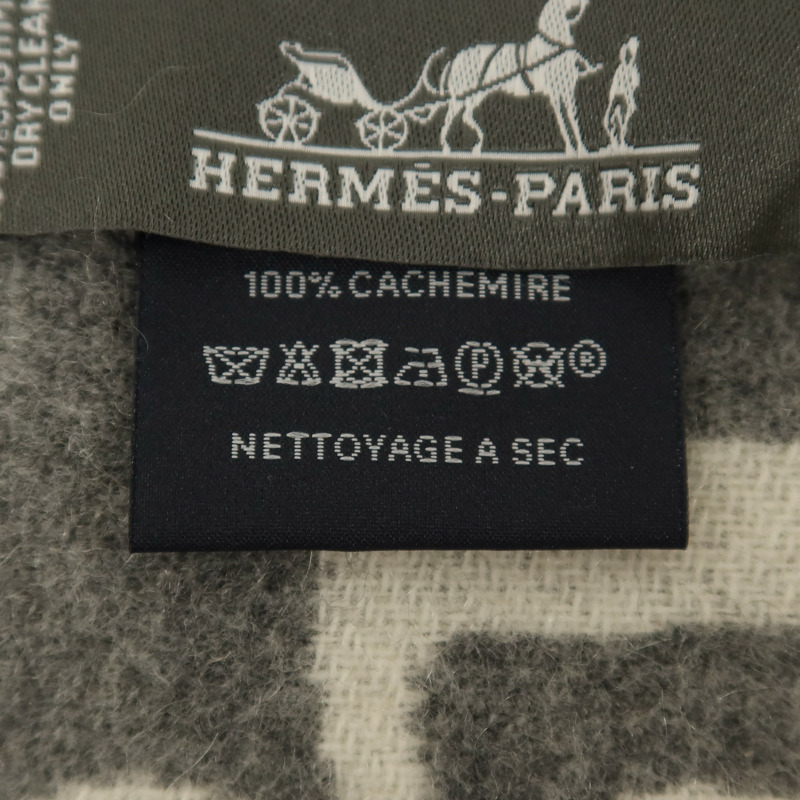 DRY CLEAN
ONLY
HERMÈS-PARIS
100% CACHEMIRE
P ®
NETTOYAGE A SEC